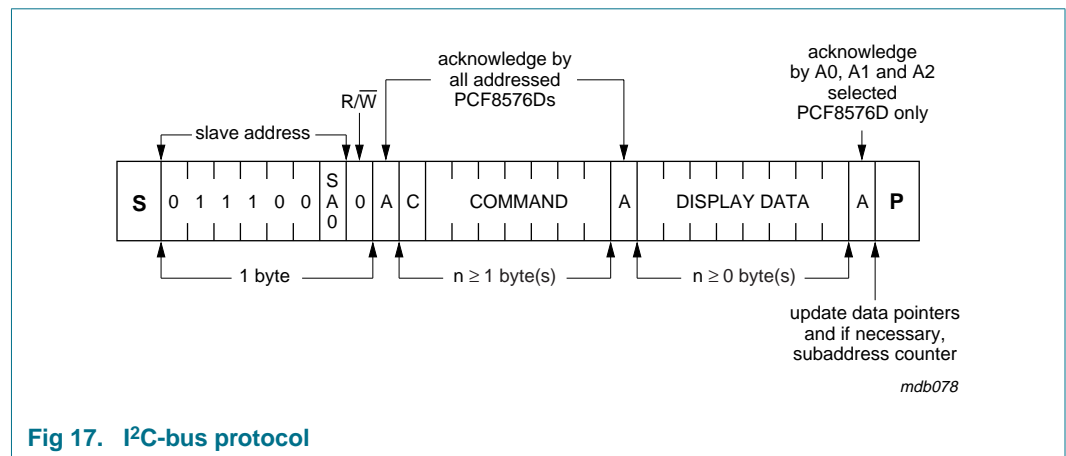 acknowledge by
all addressed
PCF8576Ds
acknowledge
by A0, A1 and A2
selected
PCF8576D only
R/W̅
slave address
S 0 1 1 1 0 0 SA0 0 A C COMMAND A DISPLAY DATA A P
1 byte
n ≥ 1 byte(s)
n ≥ 0 byte(s)
update data pointers
and if necessary,
subaddress counter
mdb078
Fig 17. I²C-bus protocol